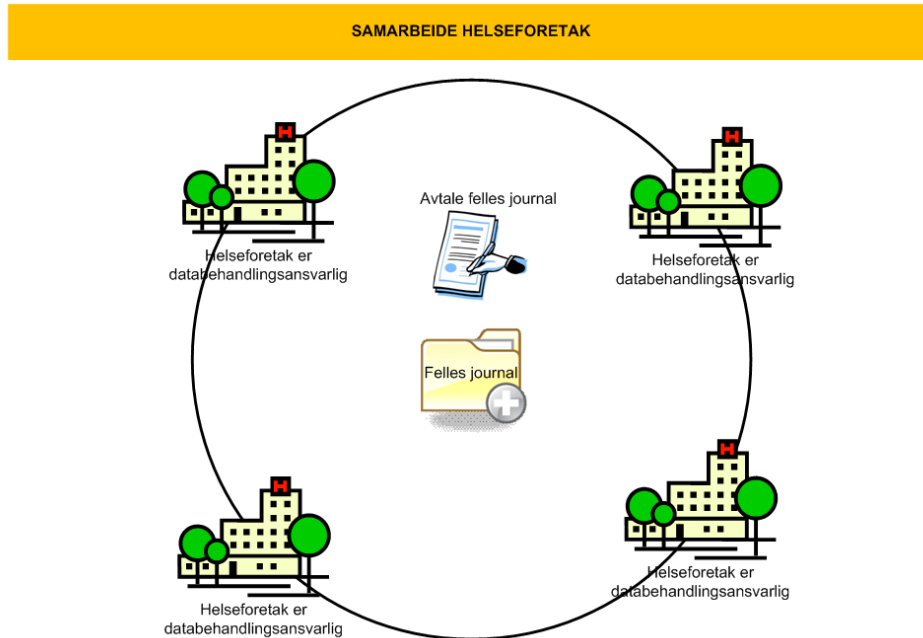 SAMARBEIDE HELSEFORETAK
H
H
Avtale felles journal
Helseforetak er
databehandlingsansvarlig
Helseforetak er
databehandlingsansvarlig
Felles journal
H
H
Helseforetak er
databehandlingsansvarlig
Helseforetak er
databehandlingsansvarlig